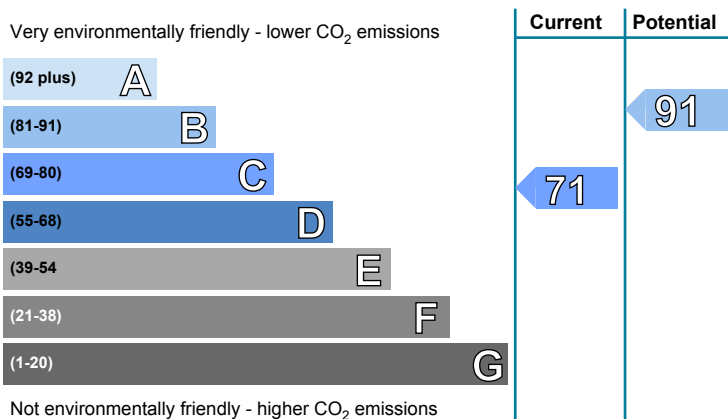 Current Potential
Very environmentally friendly - lower CO2 emissions
(92 plus) A
(81-91) B
91
(69-80) C
71
(55-68) D
(39-54 E
(21-38) F
(1-20) G
Not environmentally friendly - higher CO2 emissions